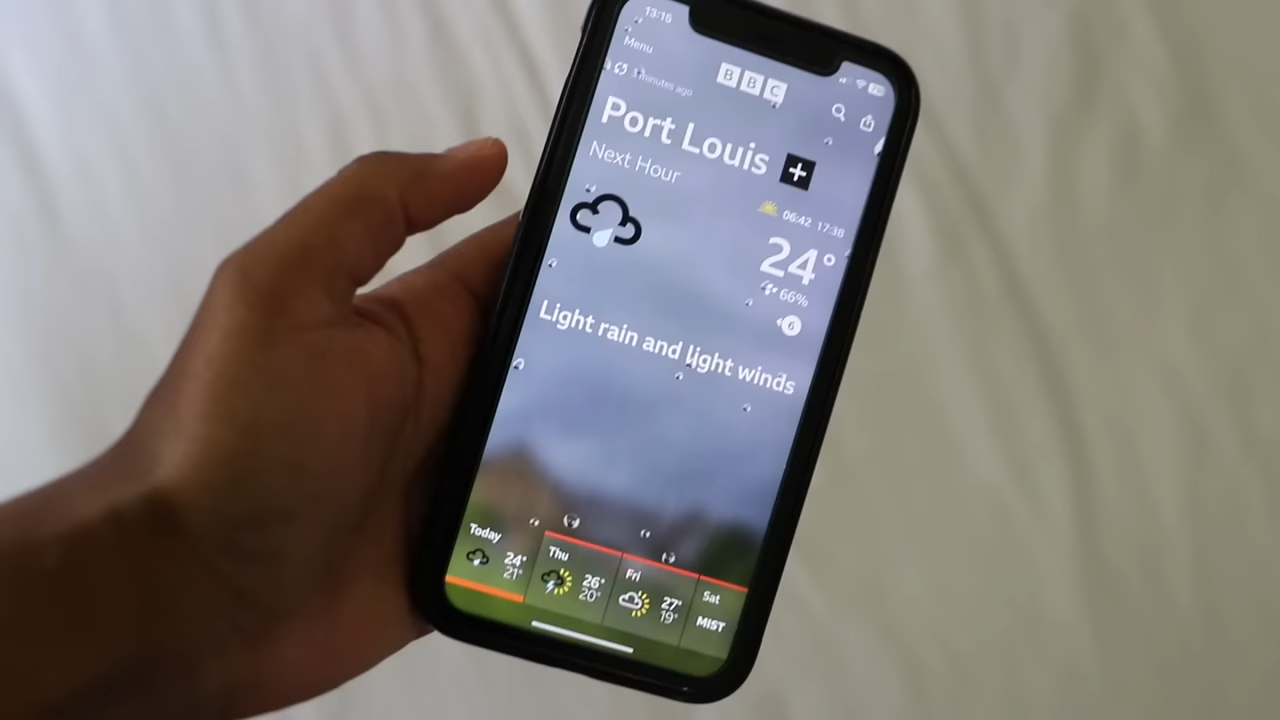 13:16
Menu
BBC
3 minutes ago
Port Louis +
Next Hour
06:42 17:38
24°
66%
6
Light rain and light winds
Today
24°
21°
Thu
26°
20°
Fri
27°
19°
Sat
MIST